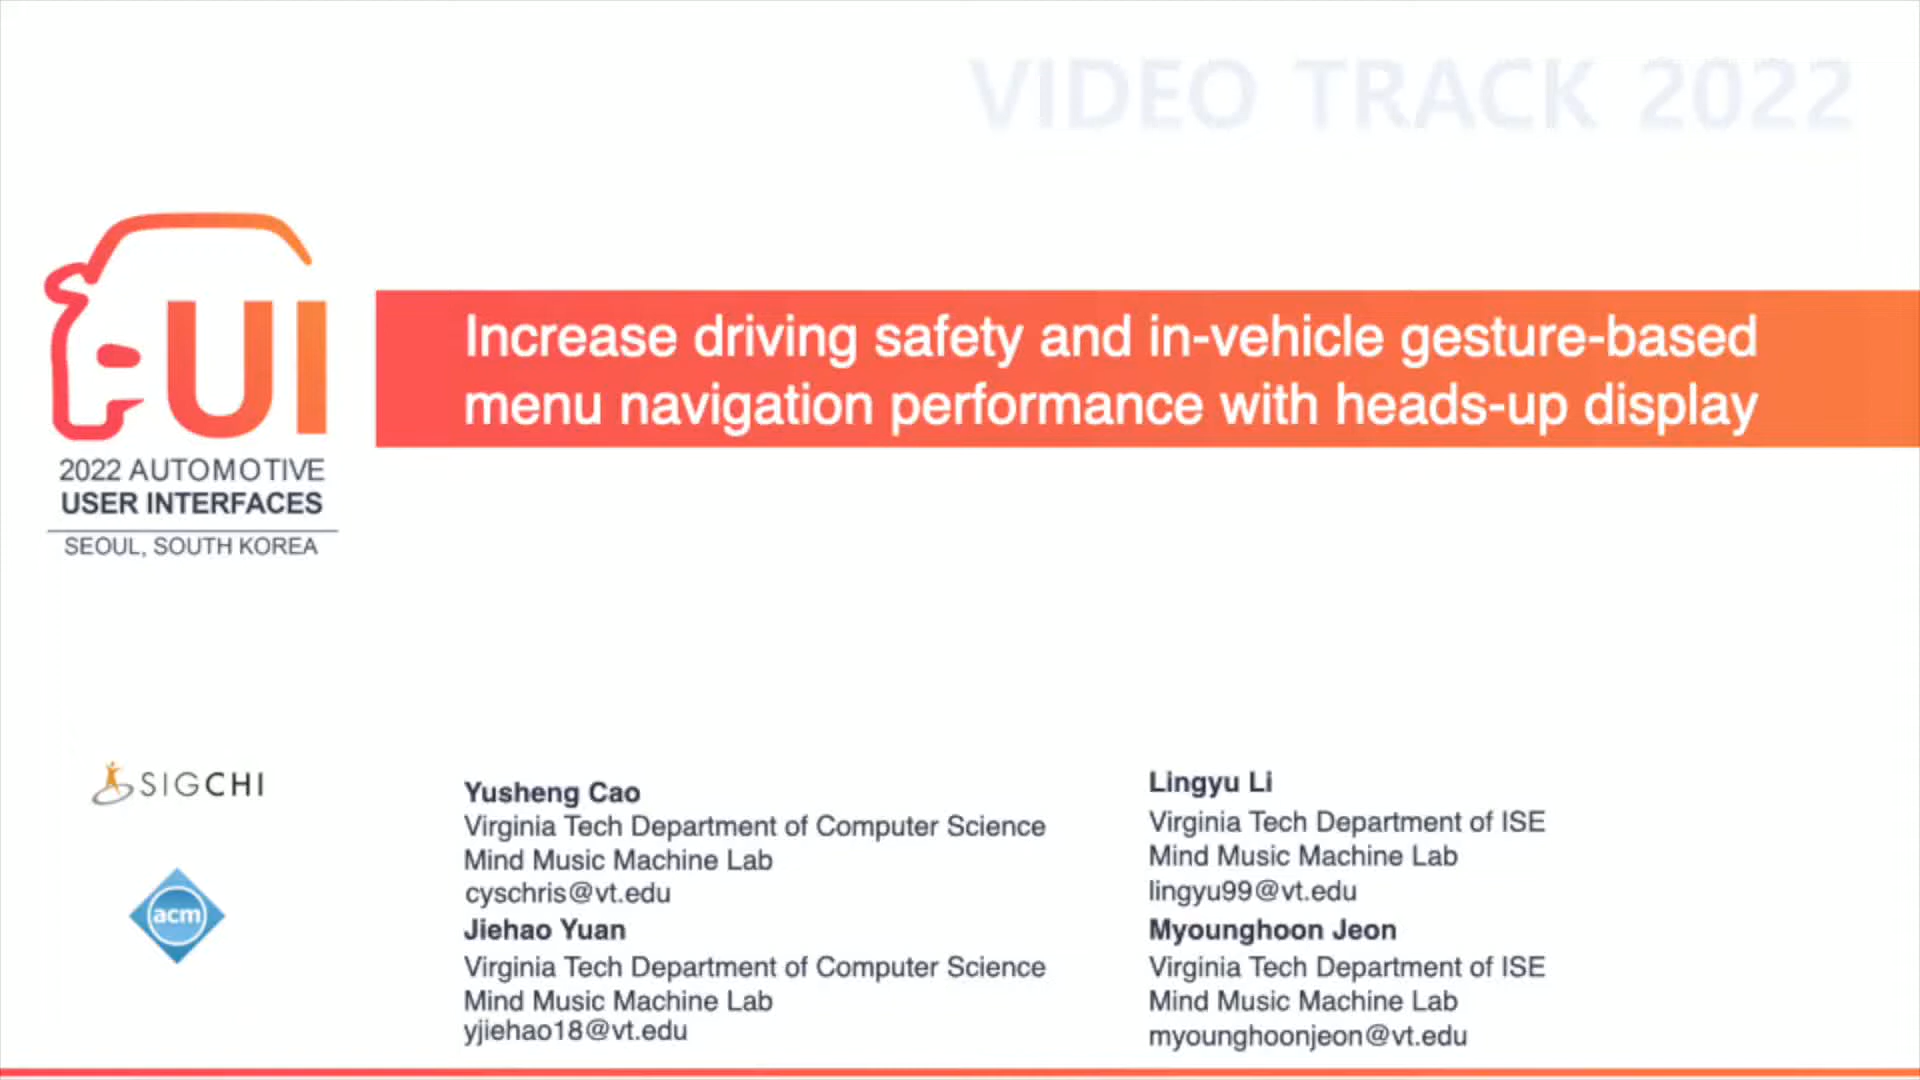 VIDEO TRACK 2022
UI
2022 AUTOMOTIVE
USER INTERFACES
SEOUL, SOUTH KOREA
Increase driving safety and in-vehicle gesture-based
menu navigation performance with heads-up display
SIGCHI
acm
Yusheng Cao
Virginia Tech Department of Computer Science
Mind Music Machine Lab
cyschris@vt.edu
Jiehao Yuan
Virginia Tech Department of Computer Science
Mind Music Machine Lab
yjiehao18@vt.edu
Lingyu Li
Virginia Tech Department of ISE
Mind Music Machine Lab
lingyu99@vt.edu
Myounghoon Jeon
Virginia Tech Department of ISE
Mind Music Machine Lab
myounghoonjeon@vt.edu